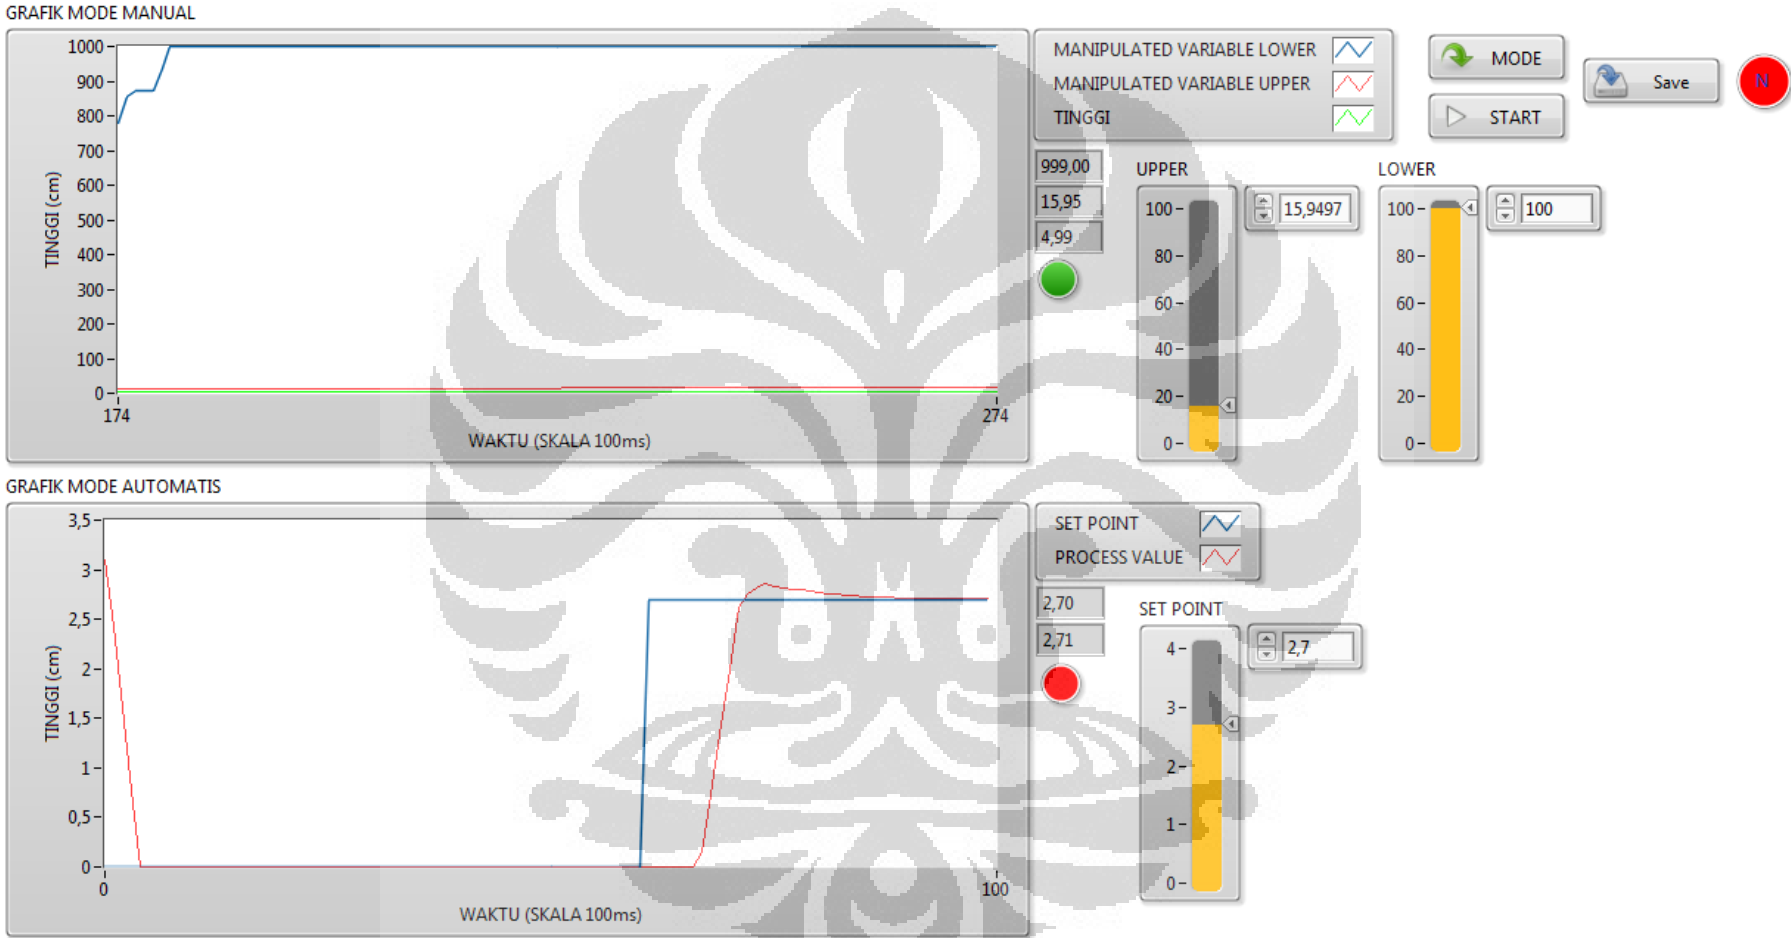 GRAFIK MODE MANUAL
1000
900
800
700
600
500
400
300
200
100
0
TINGGI (cm)
174
274
WAKTU (SKALA 100ms)
MANIPULATED VARIABLE LOWER
MANIPULATED VARIABLE UPPER
TINGGI
MODE
START
Save
N
999,00
15,95
4,99
UPPER
100
80
60
40
20
0
15,9497
LOWER
100
80
60
40
20
0
100
GRAFIK MODE AUTOMATIS
3,5
3
2,5
2
1,5
1
0,5
0
TINGGI (cm)
0
100
WAKTU (SKALA 100ms)
SET POINT
PROCESS VALUE
2,70
2,71
SET POINT
4
3
2
1
0
2,7